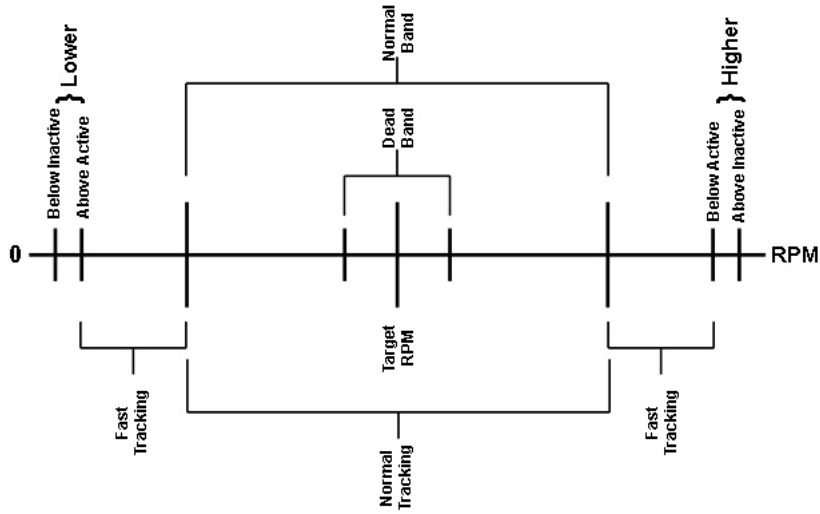 Normal
Band
Lower
}
Higher
}
Dead
Band
Below Inactive
Above Active
Below Active
Above Inactive
0
RPM
Target
RPM
Fast
Tracking
Fast
Tracking
Normal
Tracking